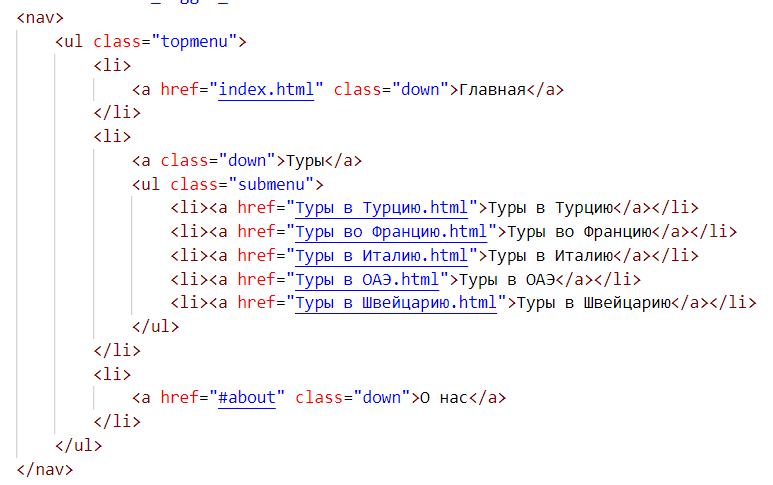 <nav>
<ul class="topmenu">
<li>
<a href="index.html" class="down">Главная</a>
</li>
<li>
<a class="down">Туры</a>
<ul class="submenu">
<li><a href="Туры в Турцию.html">Туры в Турцию</a></li>
<li><a href="Туры во Францию.html">Туры во Францию</a></li>
<li><a href="Туры в Италию.html">Туры в Италию</a></li>
<li><a href="Туры в ОАЭ.html">Туры в ОАЭ</a></li>
<li><a href="Туры в Швейцарию.html">Туры в Швейцарию</a></li>
</ul>
</li>
<li>
<a href="#about" class="down">О нас</a>
</li>
</ul>
</nav>